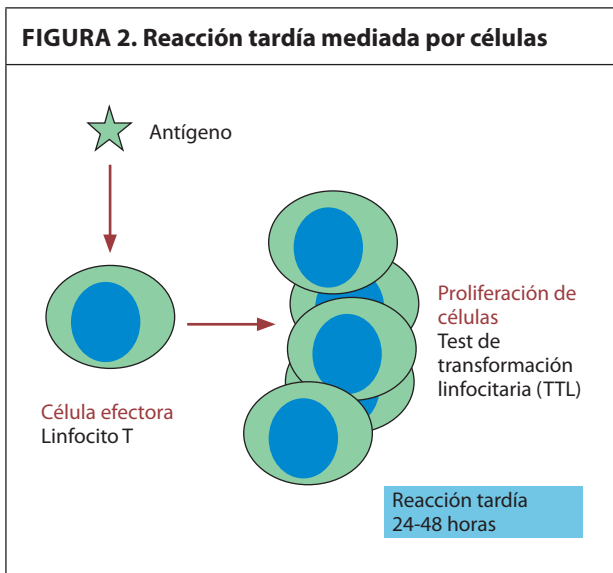 FIGURA 2. Reacción tardía mediada por células
Antígeno
Célula efectora
Linfocito T
Proliferación de
células
Test de
transformación
linfocitaria (TTL)
Reacción tardía
24-48 horas